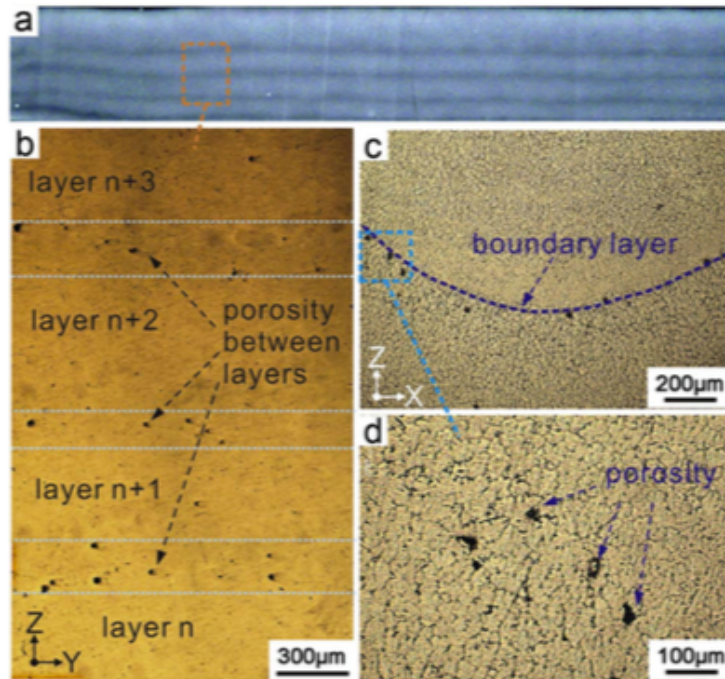 a
b
layer n+3
layer n+2
porosity
between
layers
layer n+1
layer n
Z
Y
300μm
c
boundary layer
Z
X
200μm
d
porosity
100μm